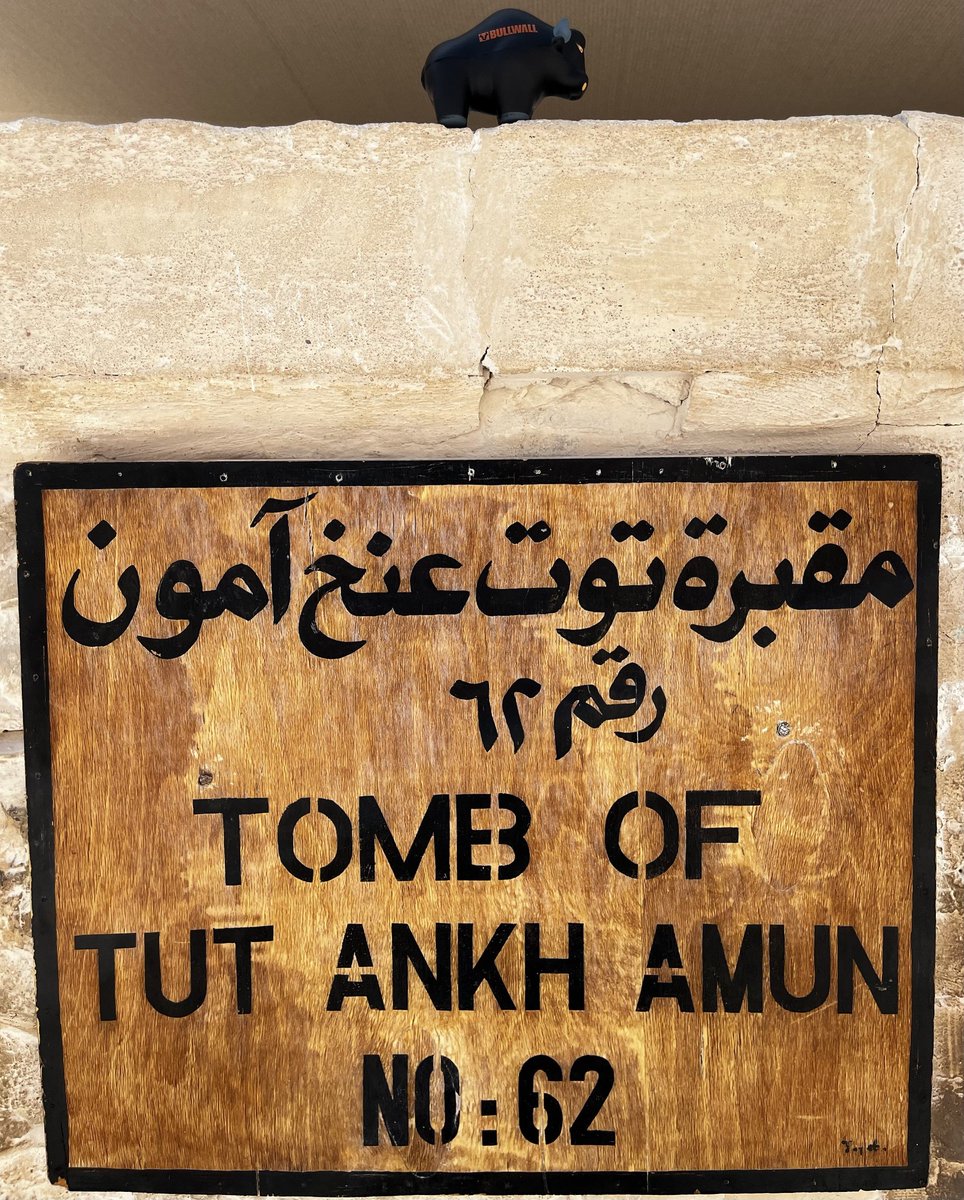 BULLWALL
مقبرة توت عنخ آمون
رقم ٦٢
TOMB OF
TUT ANKH AMUN
NO: 62